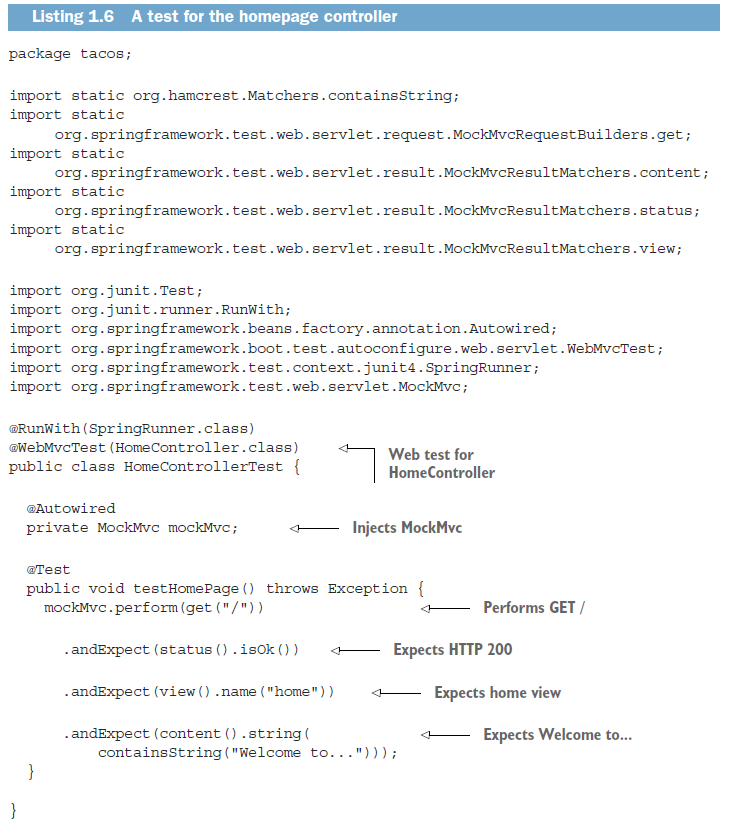 Listing 1.6 A test for the homepage controller
package tacos;
import static org.hamcrest.Matchers.containsString;
import static
org.springframework.test.web.servlet.request.MockMvcRequestBuilders.get;
import static
org.springframework.test.web.servlet.result.MockMvcResultMatchers.content;
import static
org.springframework.test.web.servlet.result.MockMvcResultMatchers.status;
import static
org.springframework.test.web.servlet.result.MockMvcResultMatchers.view;
import org.junit.Test;
import org.junit.runner.RunWith;
import org.springframework.beans.factory.annotation.Autowired;
import org.springframework.boot.test.autoconfigure.web.servlet.WebMvcTest;
import org.springframework.test.context.junit4.SpringRunner;
import org.springframework.test.web.servlet.MockMvc;
@RunWith(SpringRunner.class)
@WebMvcTest(HomeController.class)
public class HomeControllerTest {
Web test for
HomeController
@Autowired
private MockMvc mockMvc;
Injects MockMvc
@Test
public void testHomePage() throws Exception {
mockMvc.perform(get("/"))
Performs GET /
.andExpect(status().isOk())
Expects HTTP 200
.andExpect(view().name("home"))
Expects home view
.andExpect(content().string(
Expects Welcome to...
containsString("Welcome to...")));
}
}